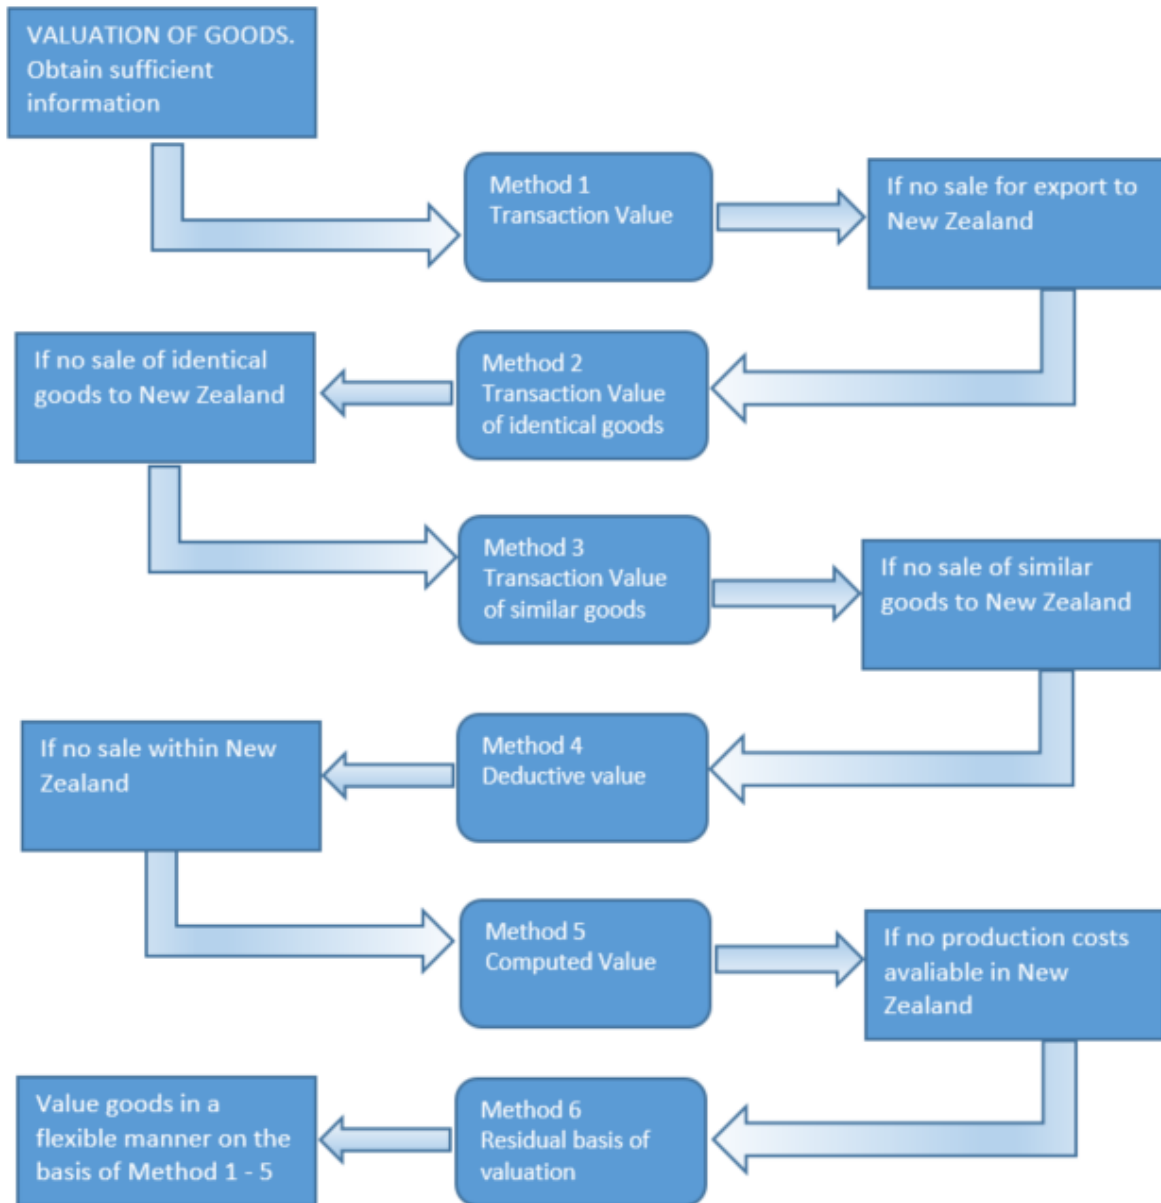 VALUATION OF GOODS.
Obtain sufficient
information
Method 1
Transaction Value
If no sale for export to
New Zealand
Method 2
Transaction Value
of identical goods
If no sale of identical
goods to New Zealand
Method 3
Transaction Value
of similar goods
If no sale of similar
goods to New Zealand
Method 4
Deductive value
If no sale within New
Zealand
Method 5
Computed Value
If no production costs
avaliable in New
Zealand
Method 6
Residual basis of
valuation
Value goods in a
flexible manner on the
basis of Method 1 - 5